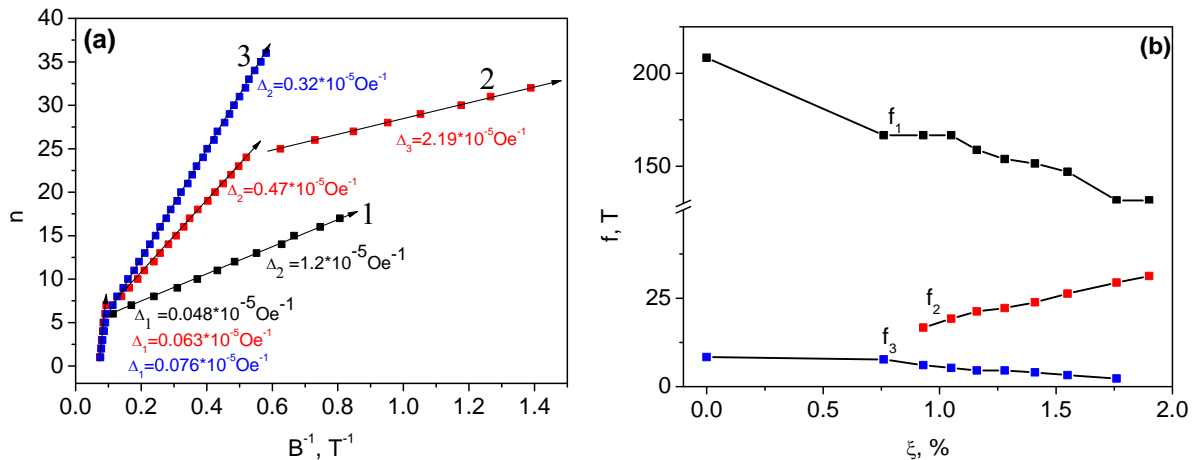 (a)
40
35
30
25
20
15
10
5
0
n
3
2
1
Δ₂=0.32*10⁻⁵Oe⁻¹
Δ₃=2.19*10⁻⁵Oe⁻¹
Δ₂=0.47*10⁻⁵Oe⁻¹
Δ₂ =1.2*10⁻⁵Oe⁻¹
Δ₁=0.048*10⁻⁵Oe⁻¹
Δ₁=0.063*10⁻⁵Oe⁻¹
Δ₁=0.076*10⁻⁵Oe⁻¹
0.0 0.2 0.4 0.6 0.8 1.0 1.2 1.4
B⁻¹, T⁻¹
(b)
200
150
25
0
f, T
f₁
f₂
f₃
0.0 0.5 1.0 1.5 2.0
ξ, %